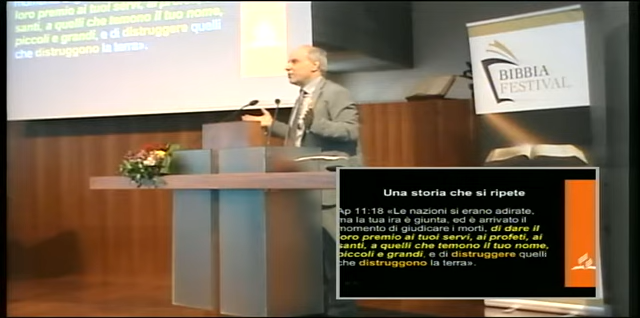 loro premio ai tuoi servi, ai profeti, ai
santi, a quelli che temono il tuo nome,
piccoli e grandi, e di distruggere quelli
che distruggono la terra».
BIBBIA
FESTIVAL
Una storia che si ripete
Ap 11:18 «Le nazioni si erano adirate,
ma la tua ira è giunta, ed è arrivato il
momento di giudicare i morti, di dare il
loro premio ai tuoi servi, ai profeti, ai
santi, a quelli che temono il tuo nome,
piccoli e grandi, e di distruggere quelli
che distruggono la terra».